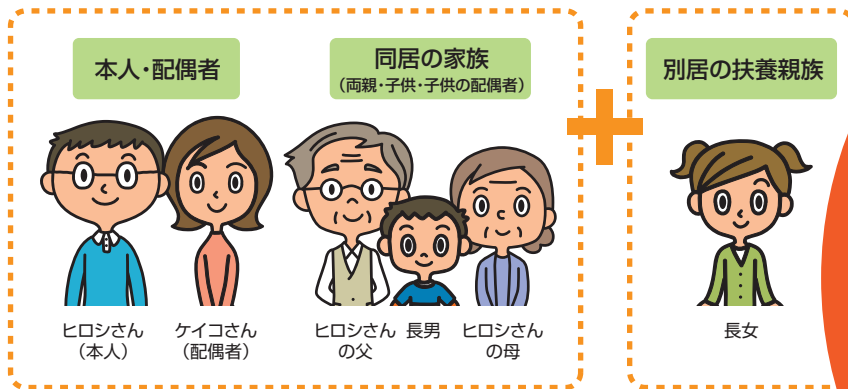 本人・配偶者
同居の家族
（両親・子供・子供の配偶者）
別居の扶養親族
ヒロシさん
（本人）
ケイコさん
（配偶者）
ヒロシさん
の父
長男
ヒロシさん
の母
長女